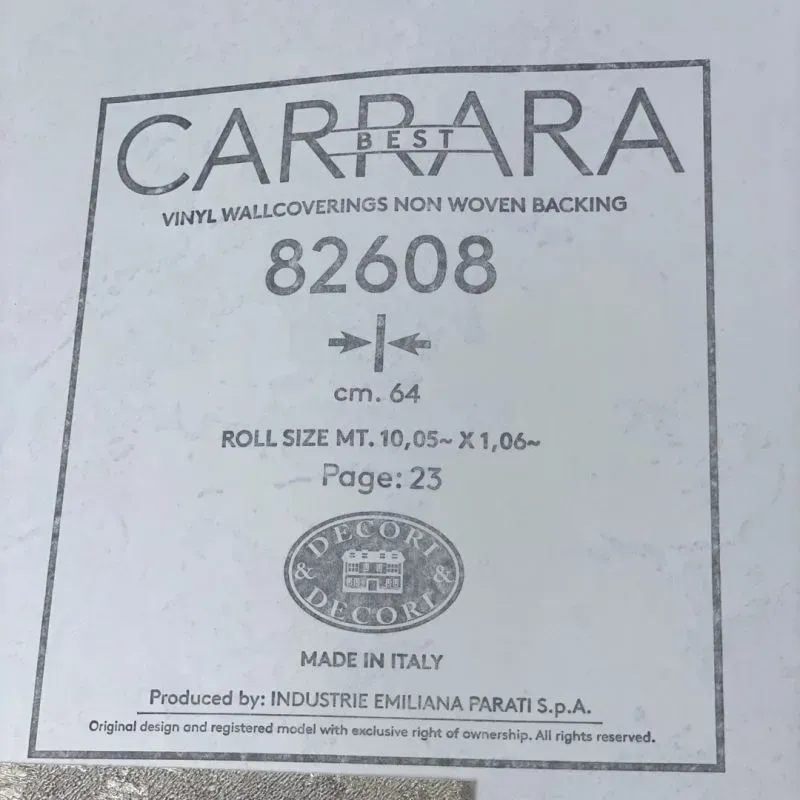 CARRARA
BEST
VINYL WALLCOVERINGS NON WOVEN BACKING
82608
cm. 64
ROLL SIZE MT. 10,05~ X 1,06~
Page: 23
DECORI
& &
DECORI
MADE IN ITALY
Produced by: INDUSTRIE EMILIANA PARATI S.p.A.
Original design and registered model with exclusive right of ownership. All rights reserved.